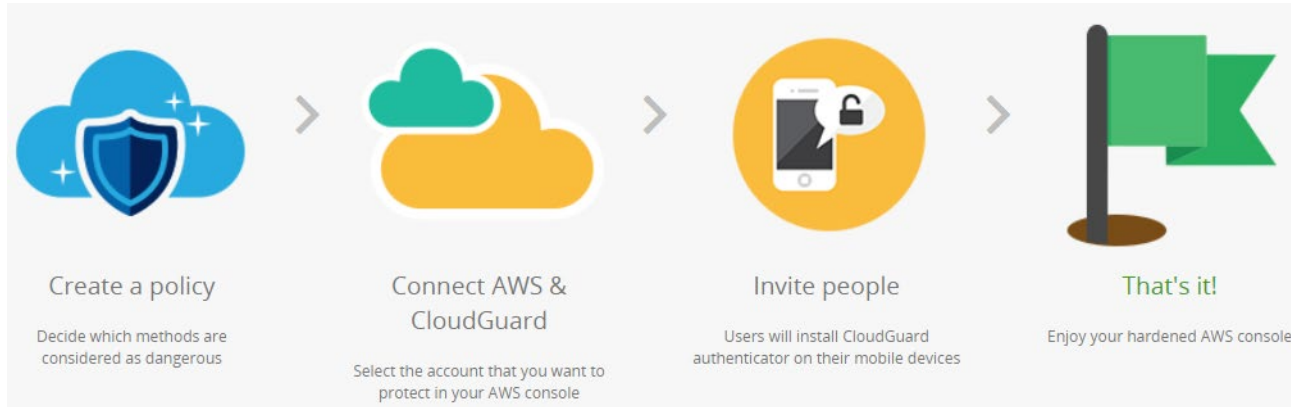 Create a policy
Decide which methods are
considered as dangerous
Connect AWS &
CloudGuard
Select the account that you want to
protect in your AWS console
Invite people
Users will install CloudGuard
authenticator on their mobile devices
That's it!
Enjoy your hardened AWS console